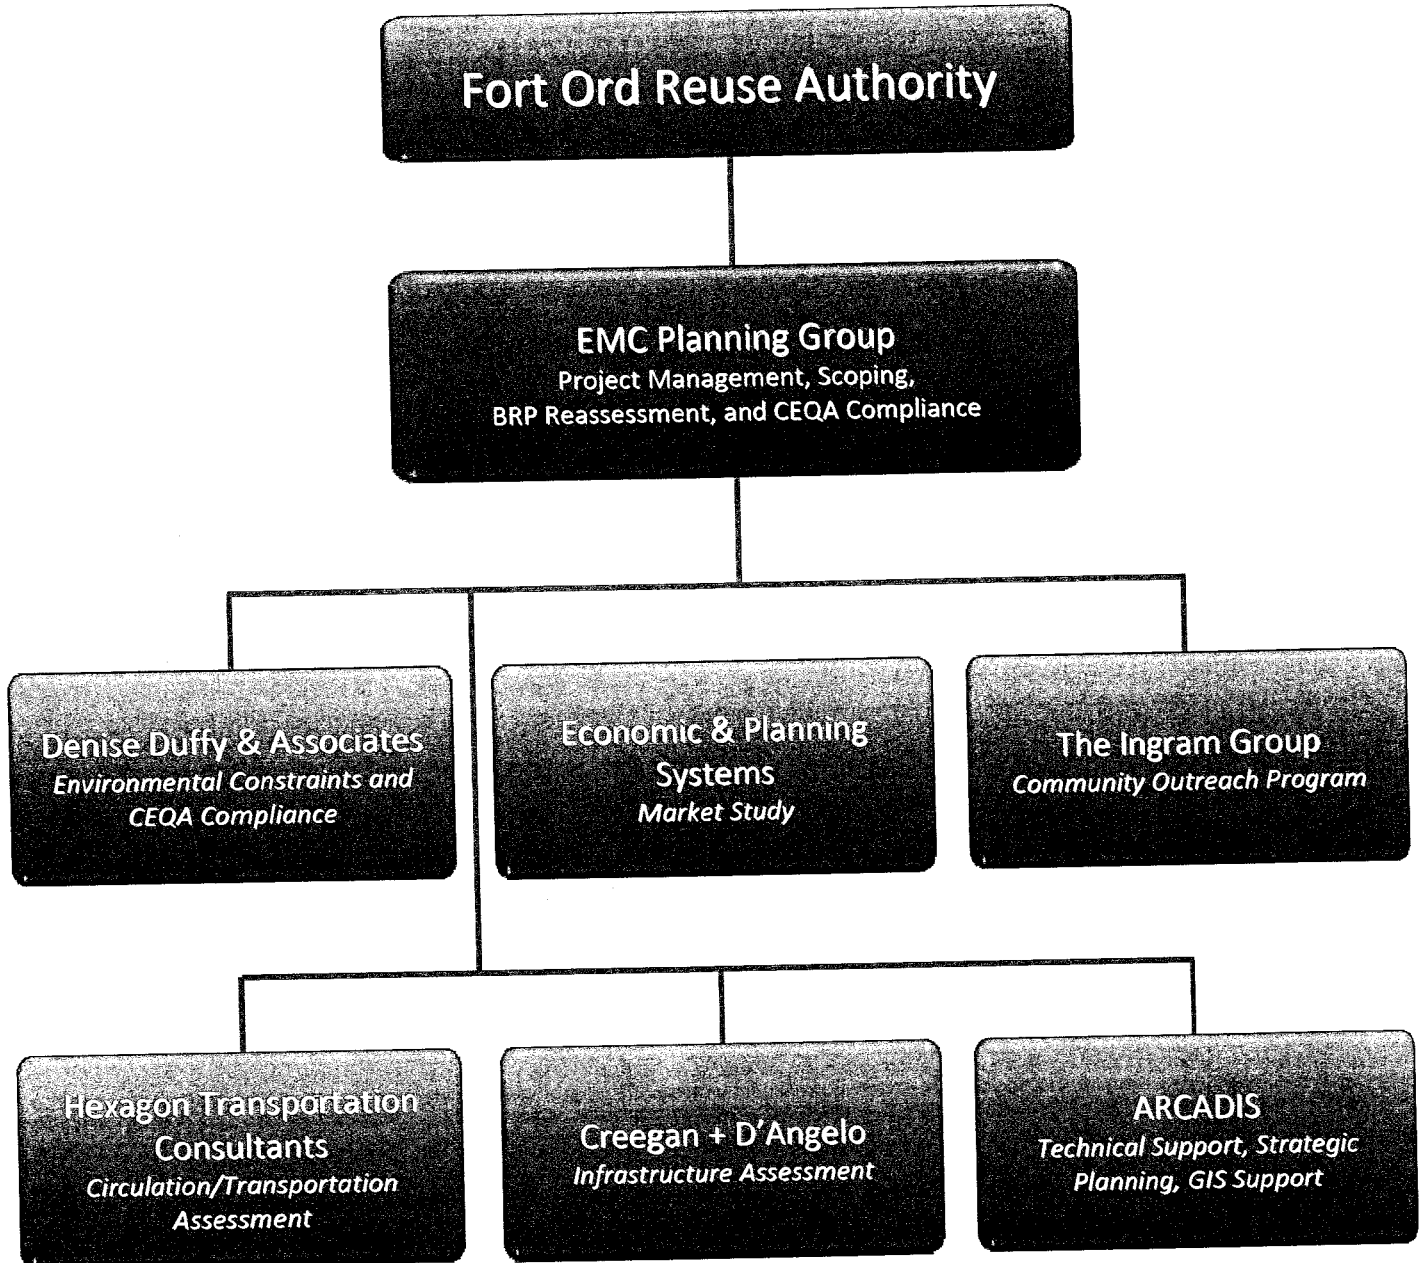 Fort Ord Reuse Authority
EMC Planning Group
Project Management, Scoping,
BRP Reassessment, and CEQA Compliance
Denise Duffy & Associates
Environmental Constraints and
CEQA Compliance
Economic & Planning
Systems
Market Study
The Ingram Group
Community Outreach Program
Hexagon Transportation
Consultants
Circulation/Transportation
Assessment
Creegan + D'Angelo
Infrastructure Assessment
ARCADIS
Technical Support, Strategic
Planning, GIS Support